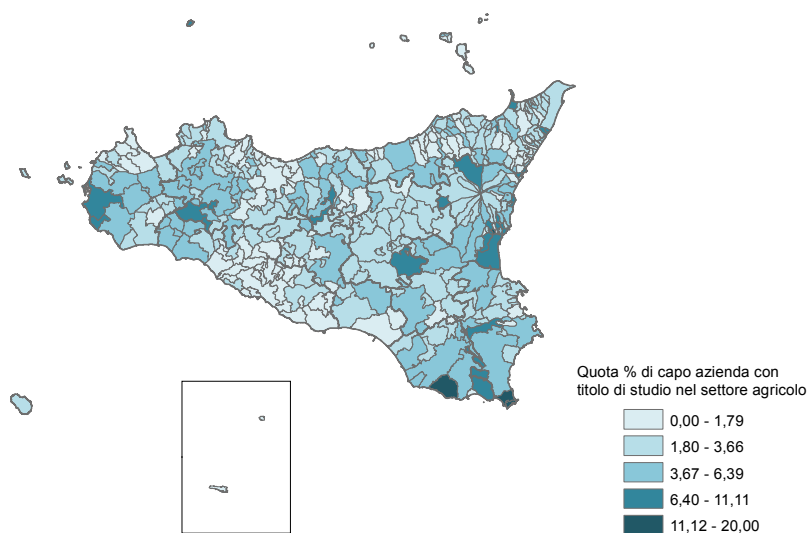 Quota % di capo azienda con
titolo di studio nel settore agricolo
0,00 - 1,79
1,80 - 3,66
3,67 - 6,39
6,40 - 11,11
11,12 - 20,00